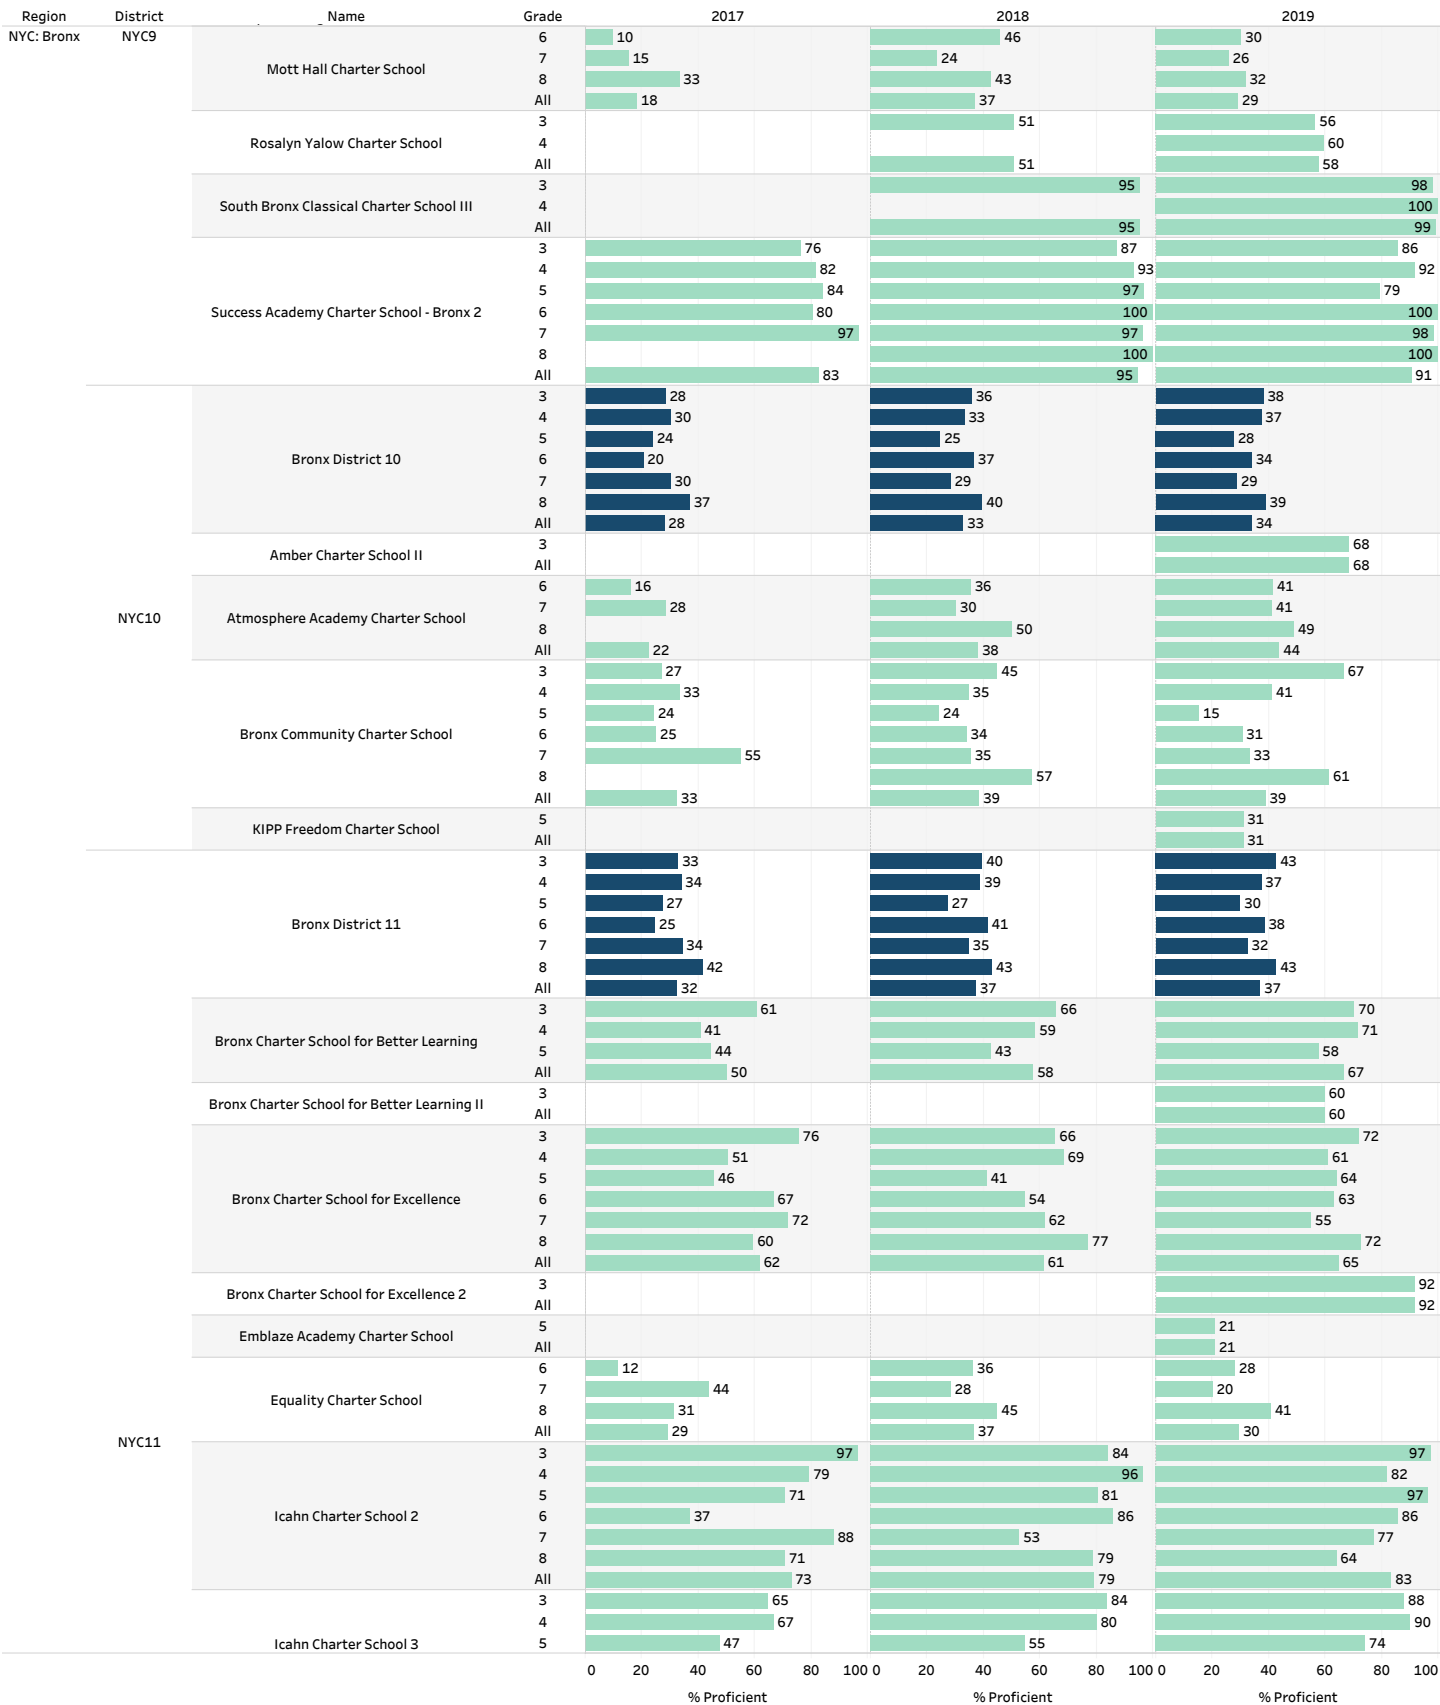 Region District Name Grade 2017 2018 2019
NYC: Bronx NYC9 Mott Hall Charter School 6 10 46 30
7 15 24 26
8 33 43 32
All 18 37 29
Rosalyn Yalow Charter School 3 51 56
4 60
All 51 58
South Bronx Classical Charter School III 3 95 98
4 100
All 95 99
Success Academy Charter School - Bronx 2 3 76 87 86
4 82 93 92
5 84 97 79
6 80 100 100
7 97 97 98
8 100 100
All 83 95 91
NYC10 Bronx District 10 3 28 36 38
4 30 33 37
5 24 25 28
6 20 37 34
7 30 29 29
8 37 40 39
All 28 33 34
Amber Charter School II 3 68
All 68
Atmosphere Academy Charter School 6 16 36 41
7 28 30 41
8 50 49
All 22 38 44
Bronx Community Charter School 3 27 45 67
4 33 35 41
5 24 24 15
6 25 34 31
7 55 35 33
8 57 61
All 33 39 39
KIPP Freedom Charter School 5 31
All 31
NYC11 Bronx District 11 3 33 40 43
4 34 39 37
5 27 27 30
6 25 41 38
7 34 35 32
8 42 43 43
All 32 37 37
Bronx Charter School for Better Learning 3 61 66 70
4 41 59 71
5 44 43 58
All 50 58 67
Bronx Charter School for Better Learning II 3 60
All 60
Bronx Charter School for Excellence 3 76 66 72
4 51 69 61
5 46 41 64
6 67 54 63
7 72 62 55
8 60 77 72
All 62 61 65
Bronx Charter School for Excellence 2 3 92
All 92
Emblaze Academy Charter School 5 21
All 21
Equality Charter School 6 12 36 28
7 44 28 20
8 31 45 41
All 29 37 30
Icahn Charter School 2 3 97 84 97
4 79 96 82
5 71 81 97
6 37 86 86
7 88 53 77
8 71 79 64
All 73 79 83
Icahn Charter School 3 3 65 84 88
4 67 80 90
5 47 55 74
0 20 40 60 80 100 0 20 40 60 80 100 0 20 40 60 80 100
% Proficient % Proficient % Proficient